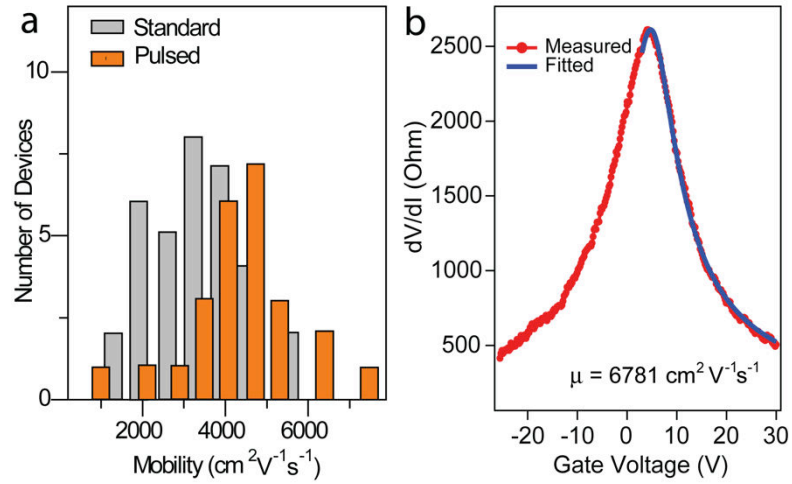 a
Standard
Pulsed
10
5
0
Number of Devices
2000 4000 6000
Mobility (cm²V⁻¹s⁻¹)
b
Measured
Fitted
2500
2000
1500
1000
500
dV/dI (Ohm)
μ = 6781 cm² V⁻¹s⁻¹
-20 -10 0 10 20 30
Gate Voltage (V)